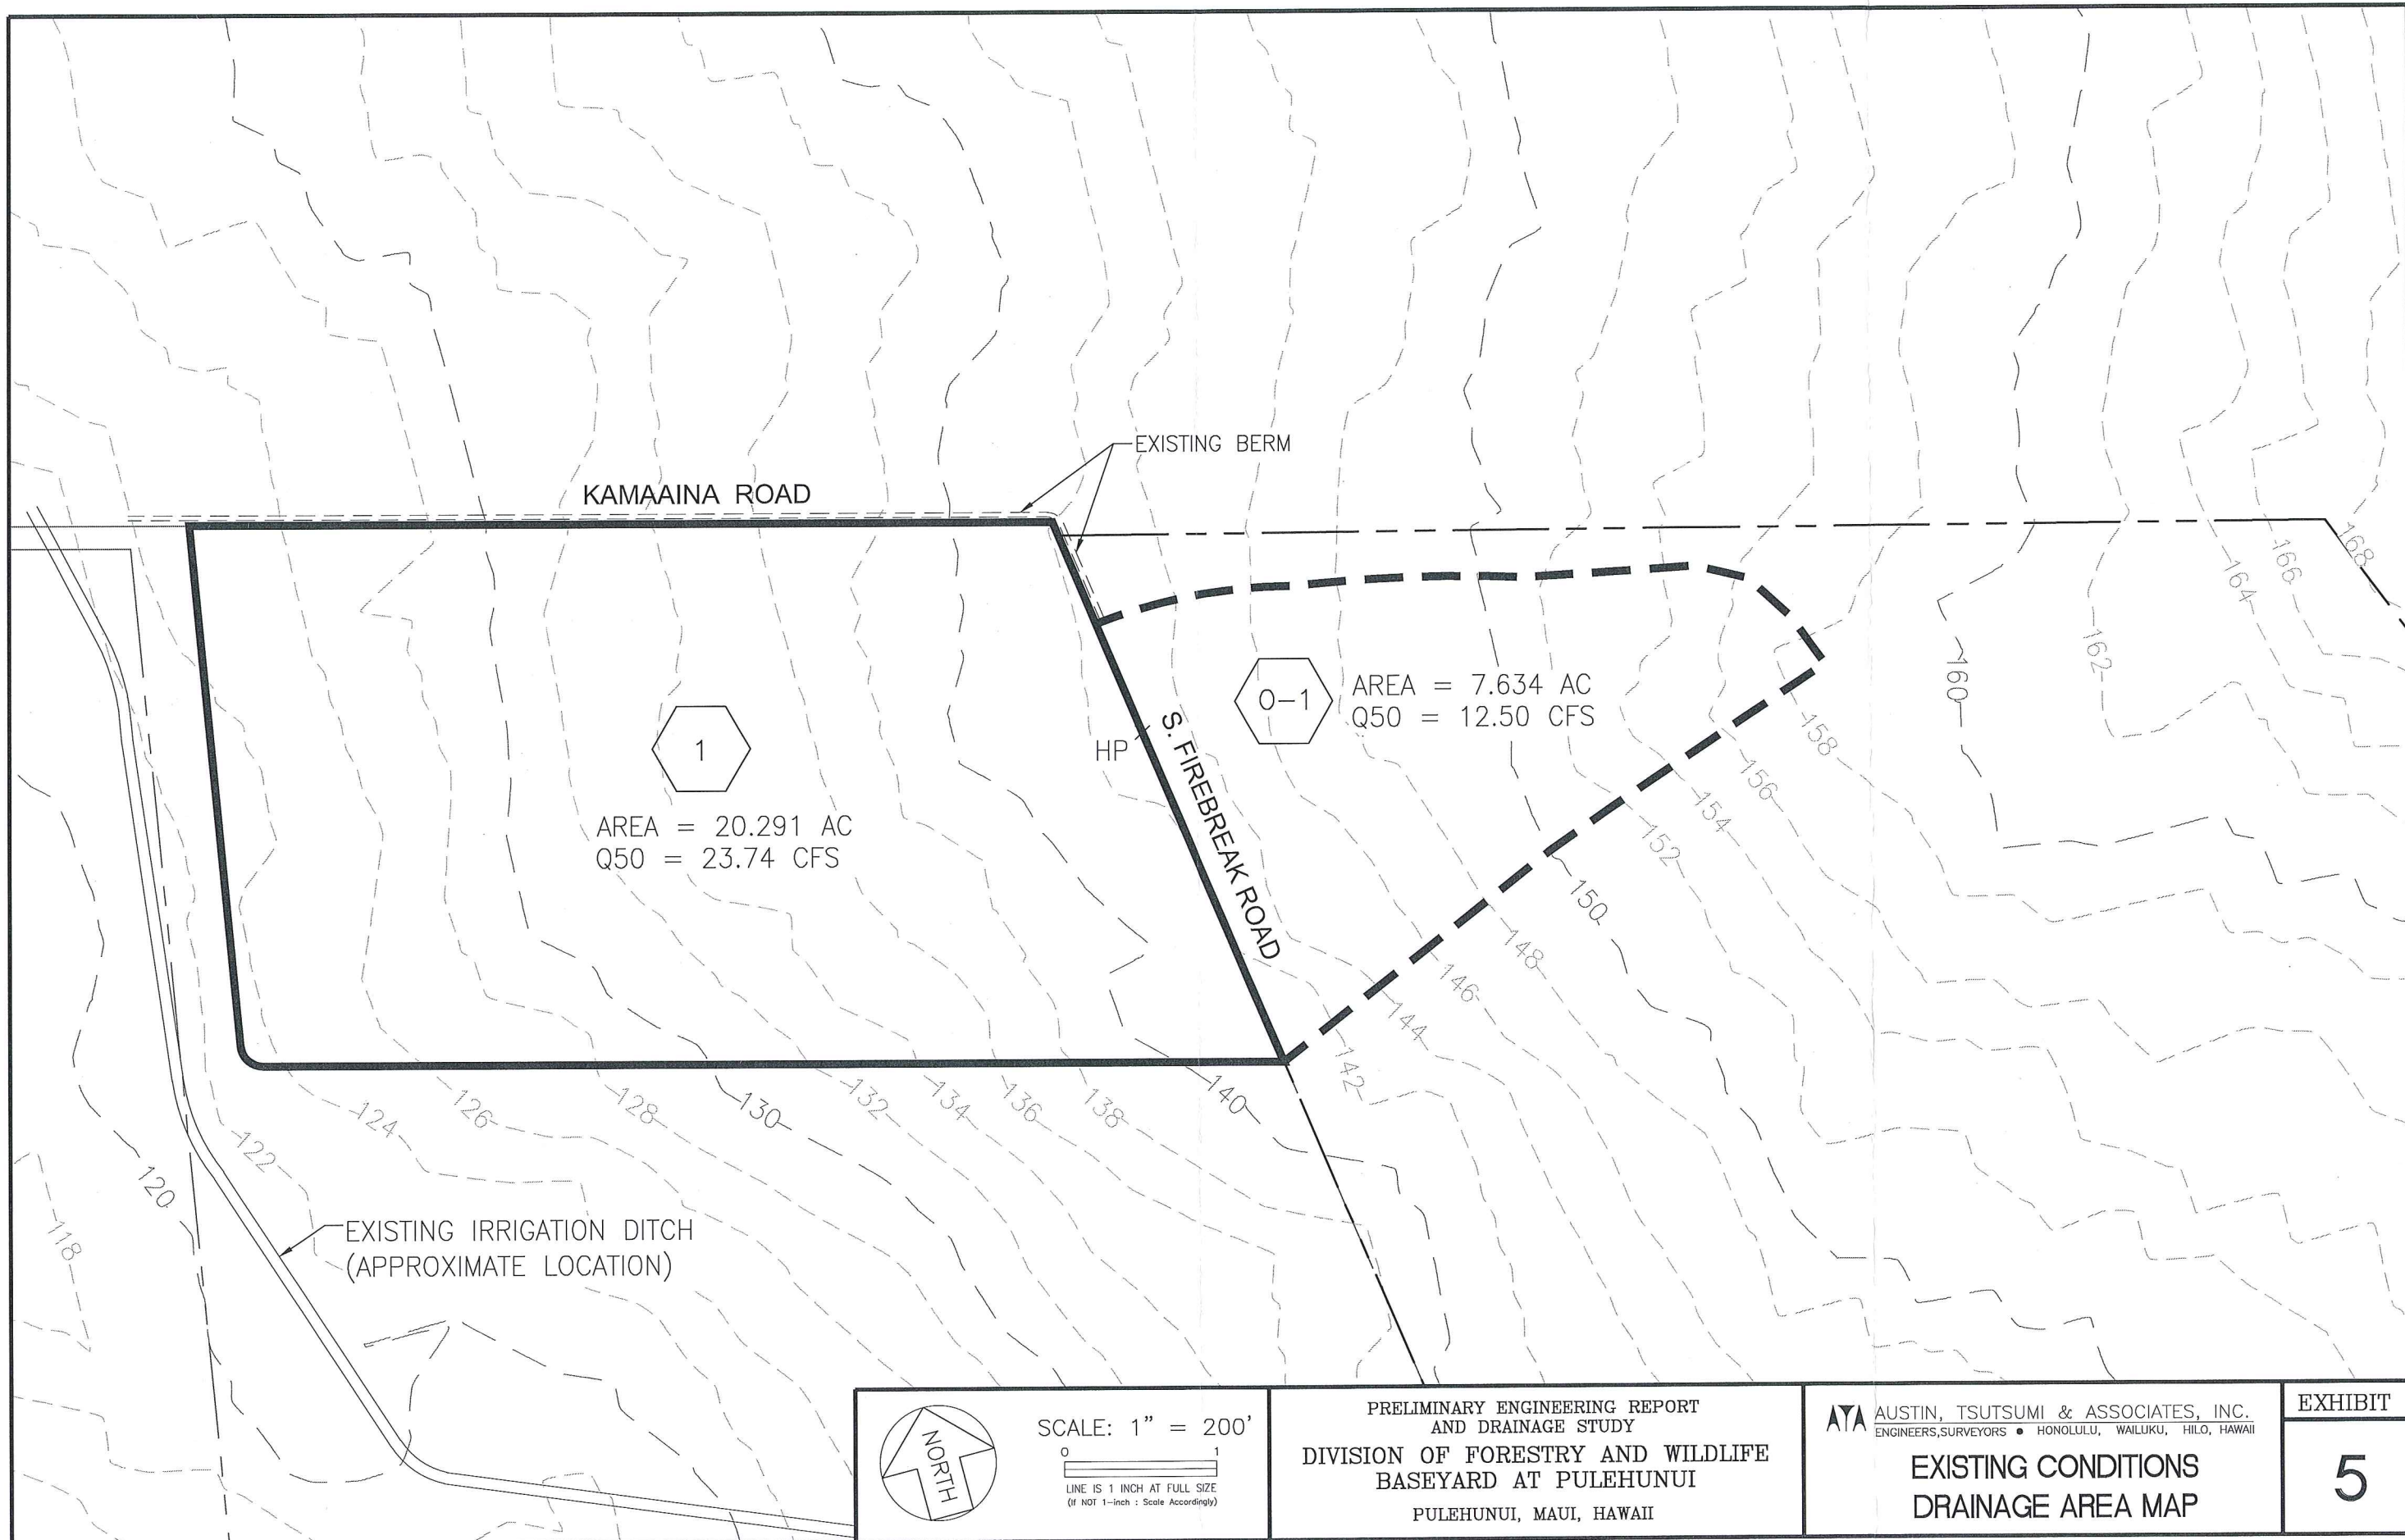 EXISTING BERM
KAMAAINA ROAD
168
166
164
162
160
0-1
AREA = 7.634 AC
Q50 = 12.50 CFS
S. FIREBREAK ROAD
HP
1
AREA = 20.291 AC
Q50 = 23.74 CFS
158
156
154
152
150
148
146
144
142
140
138
136
134
132
130
128
126
124
122
120
118
EXISTING IRRIGATION DITCH
(APPROXIMATE LOCATION)
NORTH
SCALE: 1" = 200'
0 1
LINE IS 1 INCH AT FULL SIZE
(If NOT 1-inch : Scale Accordingly)
PRELIMINARY ENGINEERING REPORT
AND DRAINAGE STUDY
DIVISION OF FORESTRY AND WILDLIFE
BASEYARD AT PULEHUNUI
PULEHUNUI, MAUI, HAWAII
ATA AUSTIN, TSUTSUMI & ASSOCIATES, INC.
ENGINEERS,SURVEYORS • HONOLULU, WAILUKU, HILO, HAWAII
EXISTING CONDITIONS
DRAINAGE AREA MAP
EXHIBIT
5